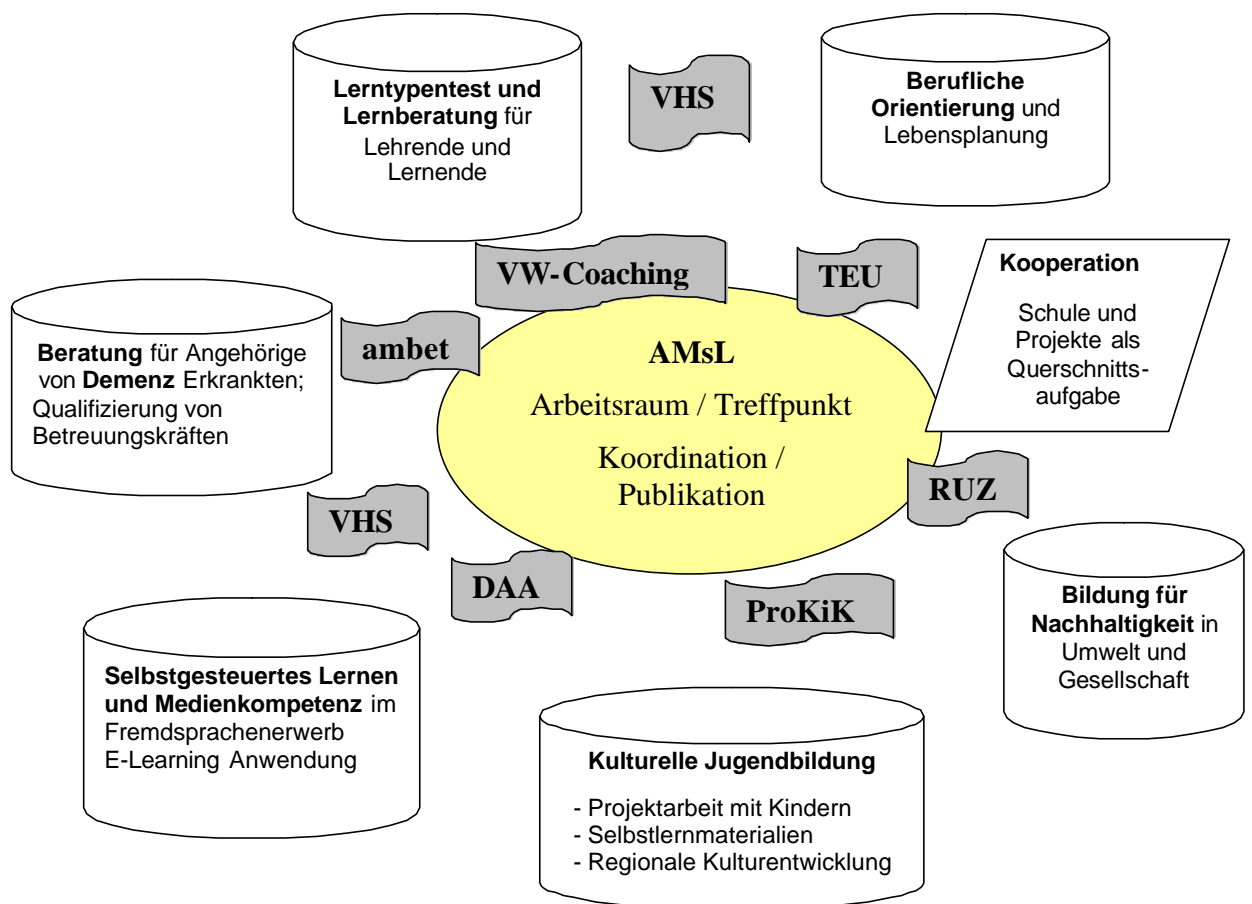 Lerntypentest und
Lernberatung für
Lehrende und
Lernende
VHS
Berufliche
Orientierung und
Lebensplanung
VW-Coaching
TEU
Kooperation
Schule und
Projekte als
Querschnitts-
aufgabe
Beratung für Angehörige
von Demenz Erkrankten;
Qualifizierung von
Betreuungskräften
ambet
AMsL
Arbeitsraum / Treffpunkt
Koordination /
Publikation
RUZ
VHS
DAA
ProKiK
Bildung für
Nachhaltigkeit in
Umwelt und
Gesellschaft
Selbstgesteuertes Lernen
und Medienkompetenz im
Fremdsprachenerwerb
E-Learning Anwendung
Kulturelle Jugendbildung
- Projektarbeit mit Kindern
- Selbstlernmaterialien
- Regionale Kulturentwicklung